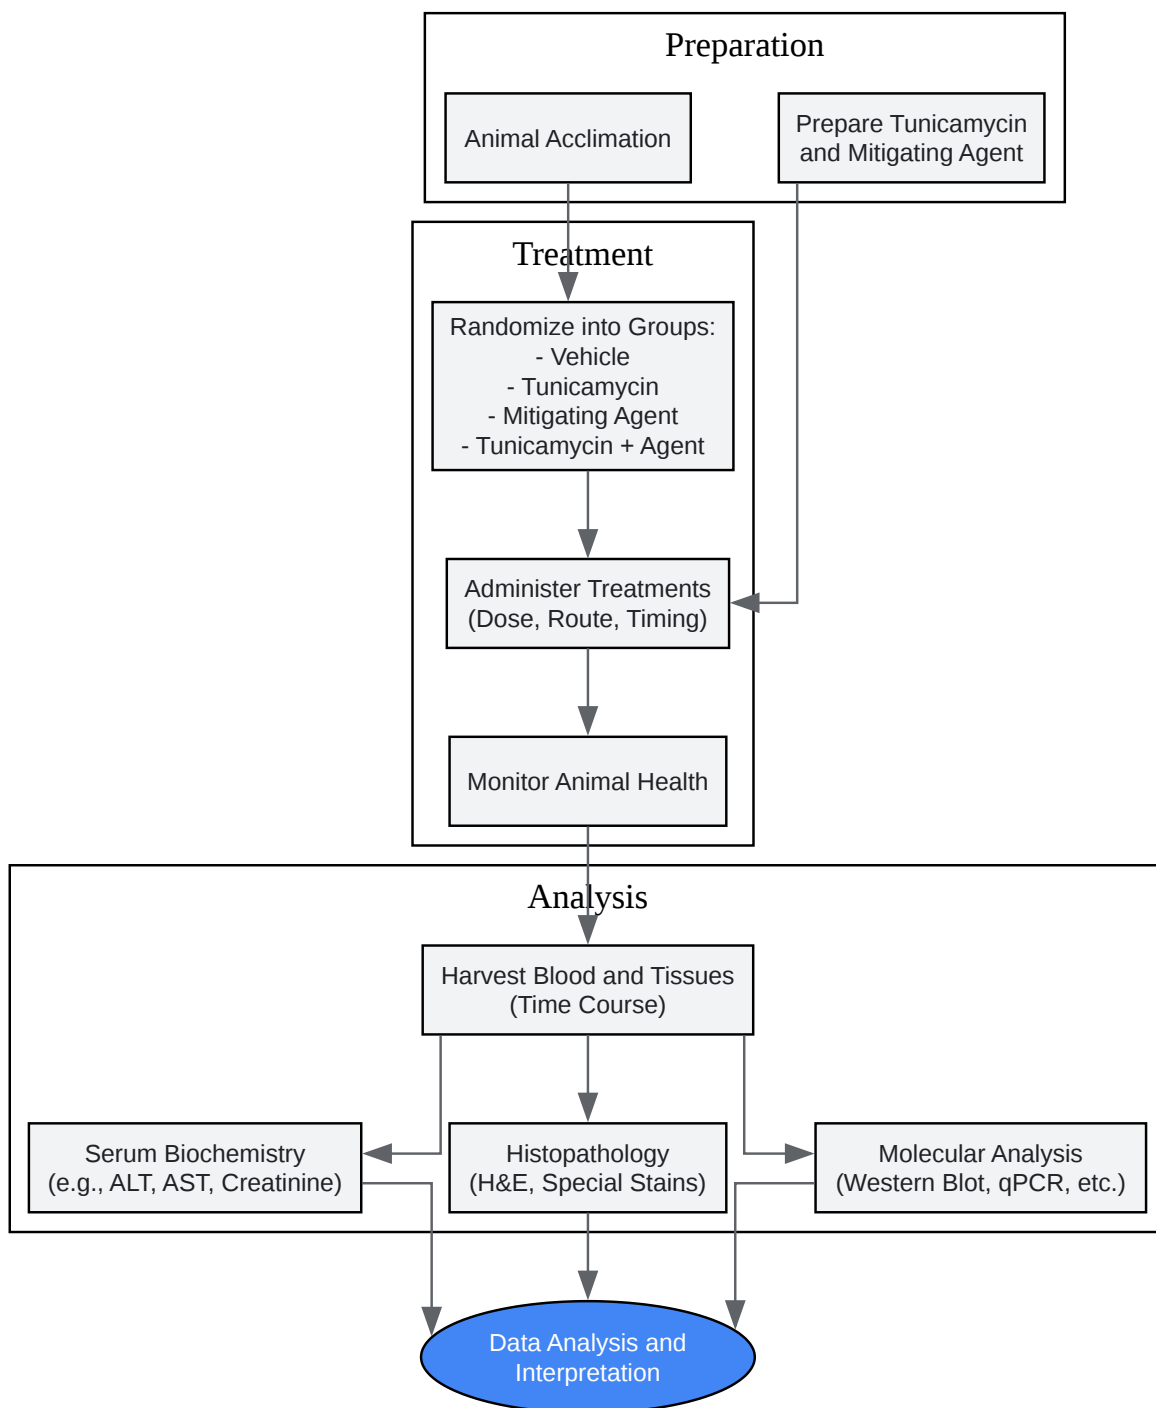 Preparation
Animal Acclimation
Prepare Tunicamycin
and Mitigating Agent
Treatment
Randomize into Groups:
- Vehicle
- Tunicamycin
- Mitigating Agent
- Tunicamycin + Agent
Administer Treatments
(Dose, Route, Timing)
Monitor Animal Health
Analysis
Harvest Blood and Tissues
(Time Course)
Serum Biochemistry
(e.g., ALT, AST, Creatinine)
Histopathology
(H&E, Special Stains)
Molecular Analysis
(Western Blot, qPCR, etc.)
Data Analysis and
Interpretation